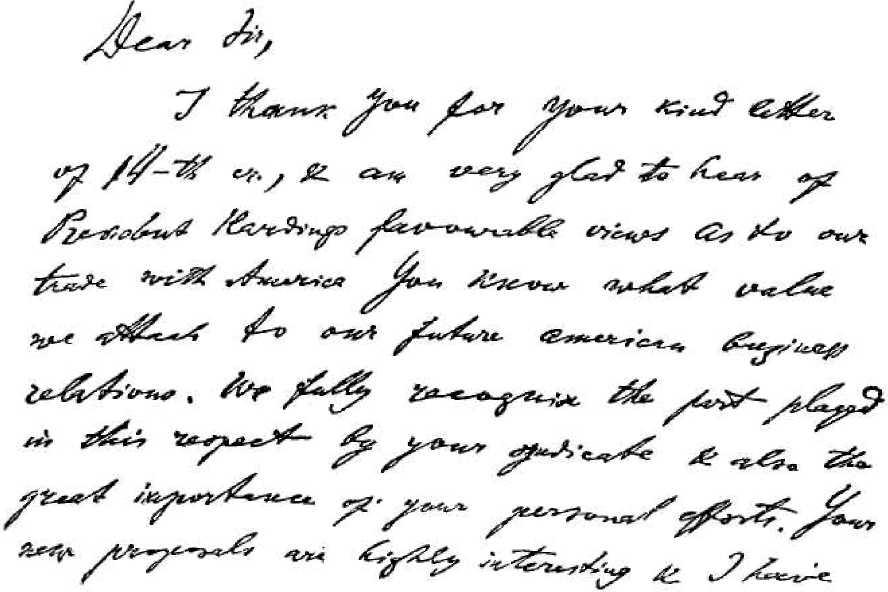 Dear Sir,
I thank you for your kind letter
of 14-th, & am very glad to hear of
President Hardings favourable views as to our
trade with America You know what value
we attach to our future american business
relations. We fully recognize the part played
in this respect by your syndicate & also the
great importance of your personal efforts. Your
new proposals are highly interesting & I have